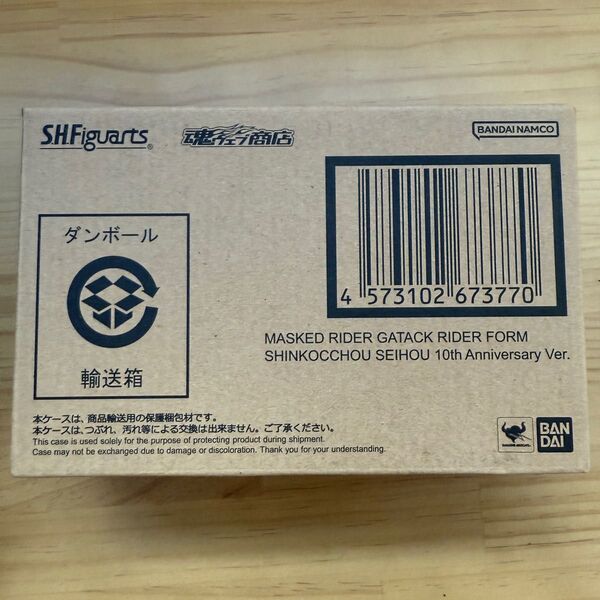 S.H.Figuarts®
魂ウェブ商店
BANDAI NAMCO
4 573102 673770
MASKED RIDER GATACK RIDER FORM
SHINKOCCHOU SEIHOU 10th Anniversary Ver.
ダンボール
輸送箱
本ケースは、商品輸送用の保護梱包材です。
本ケースは、つぶれ、汚れ等による交換は出来ません。ご了承ください。
This case is used solely for the purpose of protecting product during shipment.
Case may not be exchanged due to damage or discoloration. Thank you for your understanding.
BAN
DAI